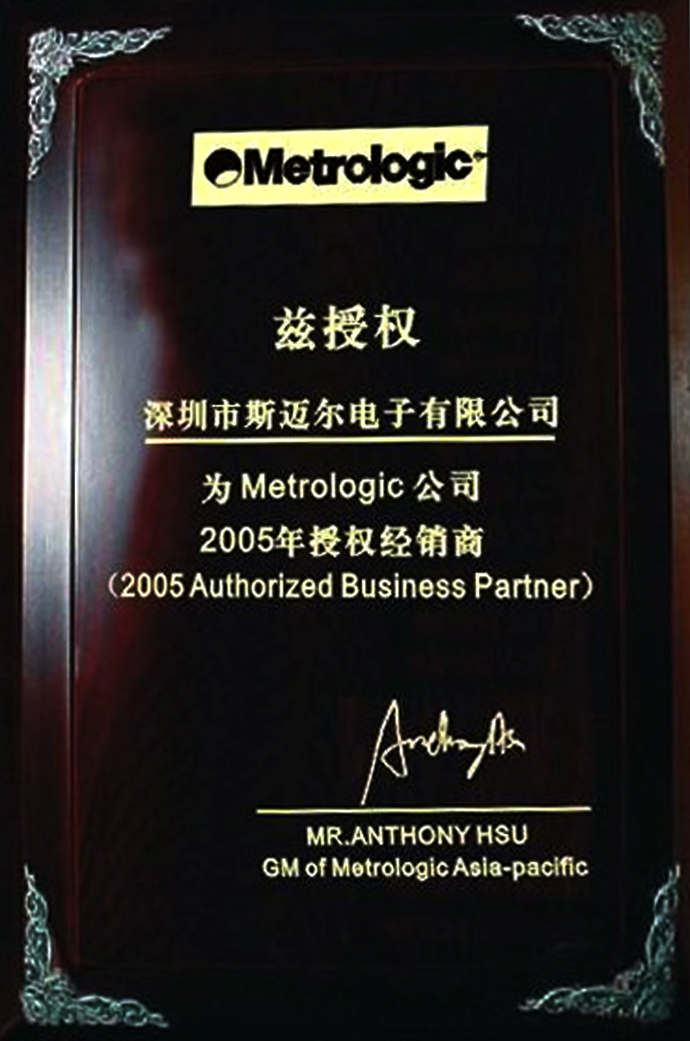 Metrologic
兹授权
深圳市斯迈尔电子有限公司
为 Metrologic 公司
2005年授权经销商
（2005 Authorized Business Partner）
MR.ANTHONY HSU
GM of Metrologic Asia-pacific